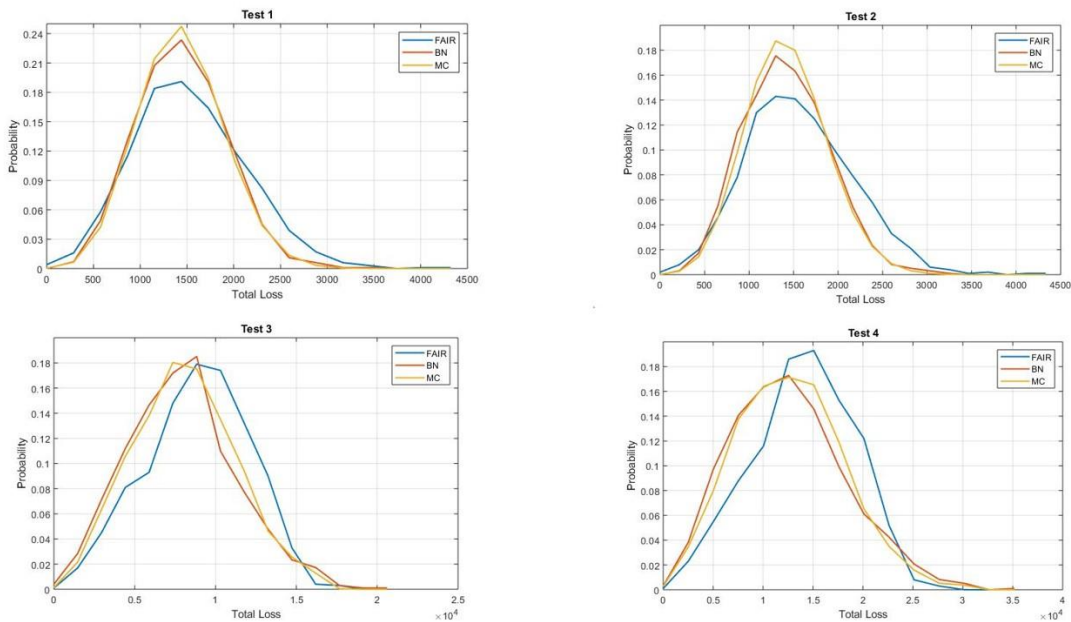 Test 1
0.24
0.21
0.18
0.15
0.12
0.09
0.06
0.03
0
Probability
FAIR
BN
MC
0 500 1000 1500 2000 2500 3000 3500 4000 4500
Total Loss
Test 2
0.18
0.16
0.14
0.12
0.1
0.08
0.06
0.04
0.02
0
Probability
FAIR
BN
MC
0 500 1000 1500 2000 2500 3000 3500 4000 4500
Total Loss
Test 3
0.18
0.16
0.14
0.12
0.1
0.08
0.06
0.04
0.02
0
Probability
FAIR
BN
MC
0 0.5 1 1.5 2 2.5
Total Loss
×10⁴
Test 4
0.18
0.16
0.14
0.12
0.1
0.08
0.06
0.04
0.02
0
Probability
FAIR
BN
MC
0 0.5 1 1.5 2 2.5 3 3.5 4
Total Loss
×10⁴